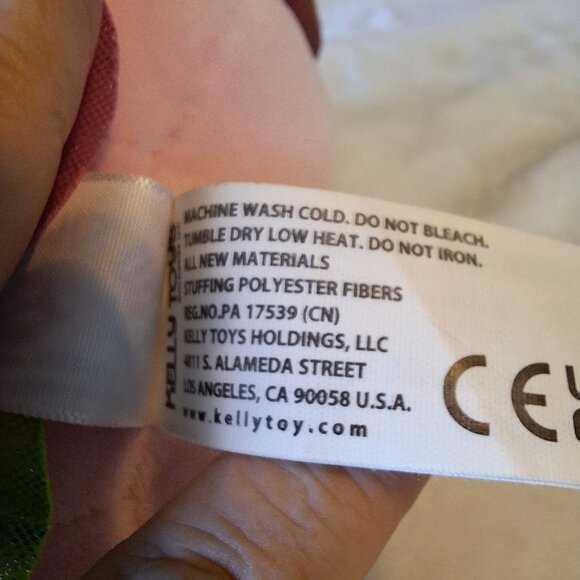 MACHINE WASH COLD. DO NOT BLEACH.
TUMBLE DRY LOW HEAT. DO NOT IRON.
ALL NEW MATERIALS
STUFFING POLYESTER FIBERS
REG.NO.PA 17539 (CN)
KELLY TOYS HOLDINGS, LLC
4811 S. ALAMEDA STREET
LOS ANGELES, CA 90058 U.S.A.
www.kellytoy.com
KELLY TOYS
CE